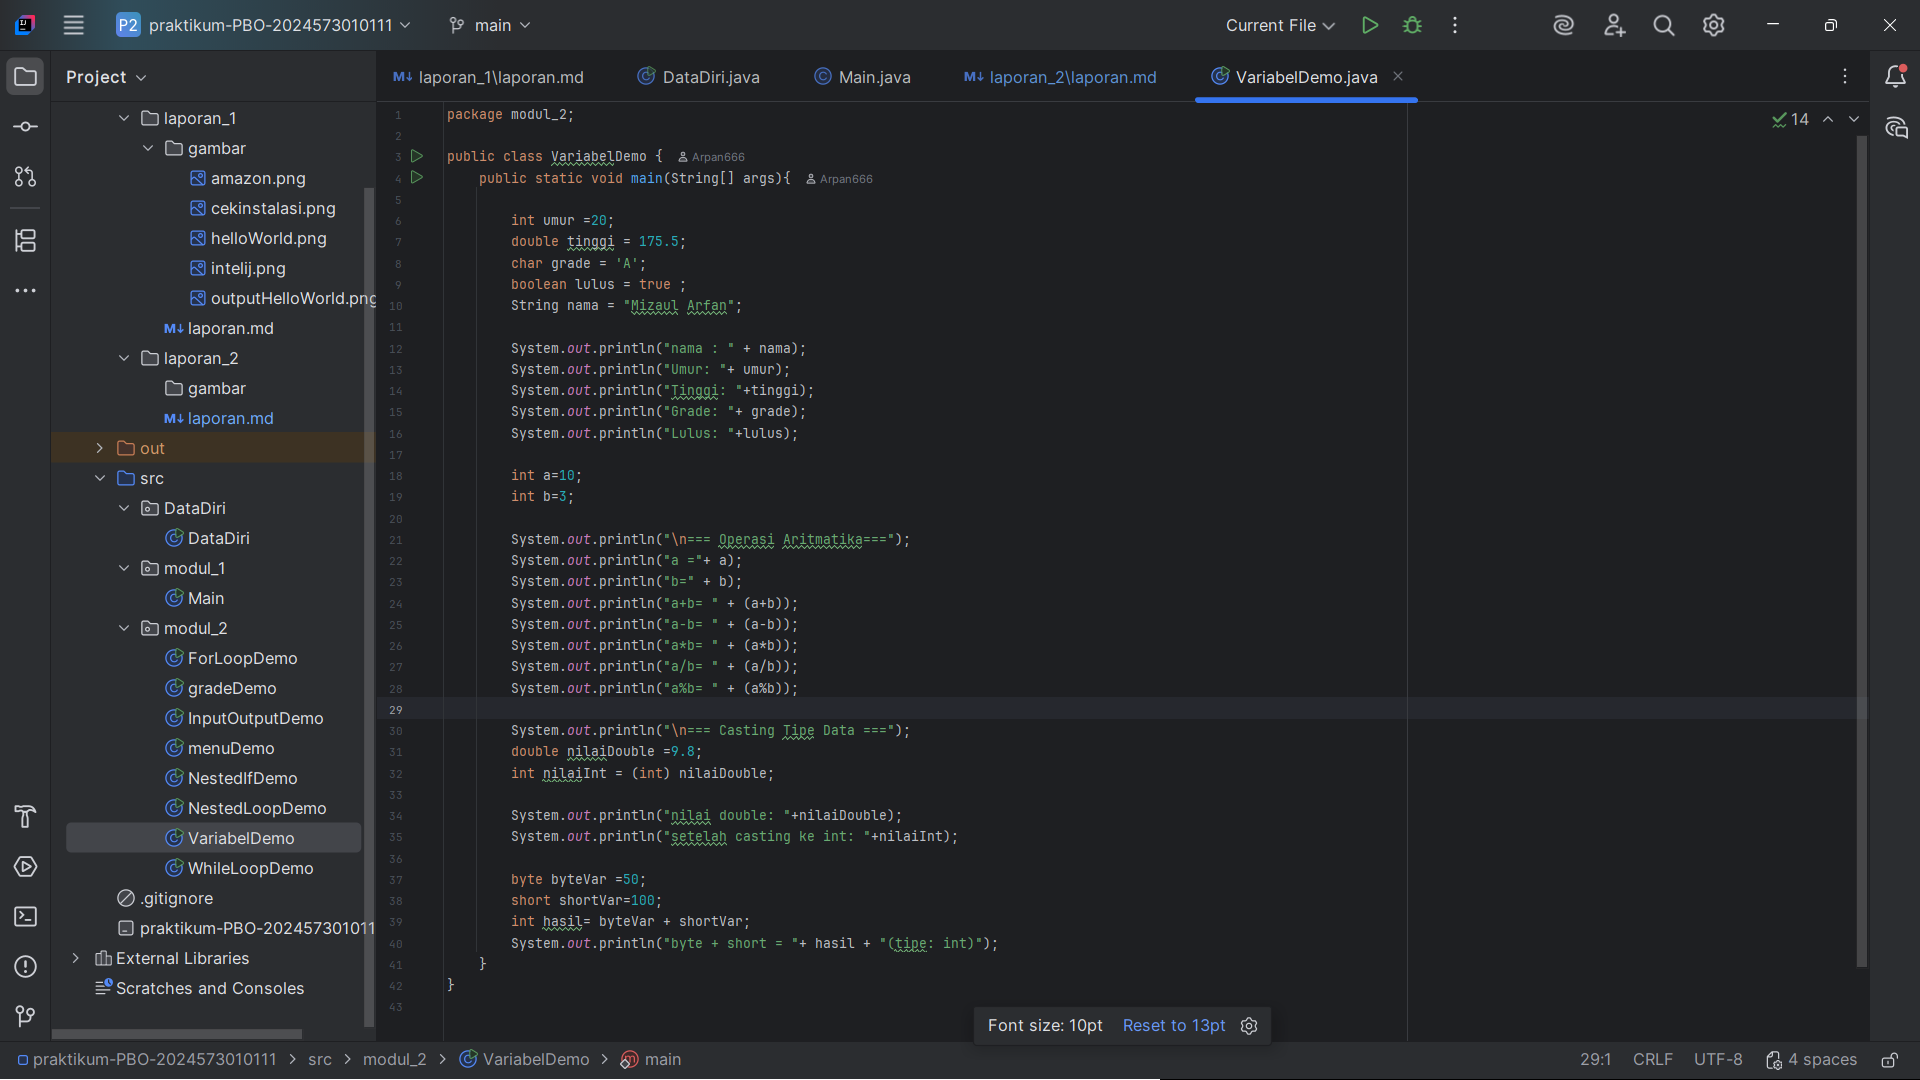 P2 praktikum-PBO-2024573010111 main Current File
Project
laporan_1\laporan.md DataDiri.java Main.java laporan_2\laporan.md VariabelDemo.java
laporan_1
gambar
amazon.png
cekinstalasi.png
helloWorld.png
intelij.png
outputHelloWorld.png
laporan.md
laporan_2
gambar
laporan.md
out
src
DataDiri
DataDiri
modul_1
Main
modul_2
ForLoopDemo
gradeDemo
InputOutputDemo
menuDemo
NestedIfDemo
NestedLoopDemo
VariabelDemo
WhileLoopDemo
.gitignore
praktikum-PBO-2024573010111
External Libraries
Scratches and Consoles
14
1 package modul_2;
2
3 public class VariabelDemo { Arpan666
4 public static void main(String[] args){ Arpan666
5
6 int umur =20;
7 double tinggi = 175.5;
8 char grade = 'A';
9 boolean lulus = true ;
10 String nama = "Mizaul Arfan";
11
12 System.out.println("nama : " + nama);
13 System.out.println("Umur: "+ umur);
14 System.out.println("Tinggi: "+tinggi);
15 System.out.println("Grade: "+ grade);
16 System.out.println("Lulus: "+lulus);
17
18 int a=10;
19 int b=3;
20
21 System.out.println("\n=== Operasi Aritmatika===");
22 System.out.println("a ="+ a);
23 System.out.println("b=" + b);
24 System.out.println("a+b= " + (a+b));
25 System.out.println("a-b= " + (a-b));
26 System.out.println("a*b= " + (a*b));
27 System.out.println("a/b= " + (a/b));
28 System.out.println("a%b= " + (a%b));
29
30 System.out.println("\n=== Casting Tipe Data ===");
31 double nilaiDouble =9.8;
32 int nilaiInt = (int) nilaiDouble;
33
34 System.out.println("nilai double: "+nilaiDouble);
35 System.out.println("setelah casting ke int: "+nilaiInt);
36
37 byte byteVar =50;
38 short shortVar=100;
39 int hasil= byteVar + shortVar;
40 System.out.println("byte + short = "+ hasil + "(tipe: int)");
41 }
42 }
43
Font size: 10pt Reset to 13pt
praktikum-PBO-2024573010111 > src > modul_2 > VariabelDemo > main 29:1 CRLF UTF-8 4 spaces